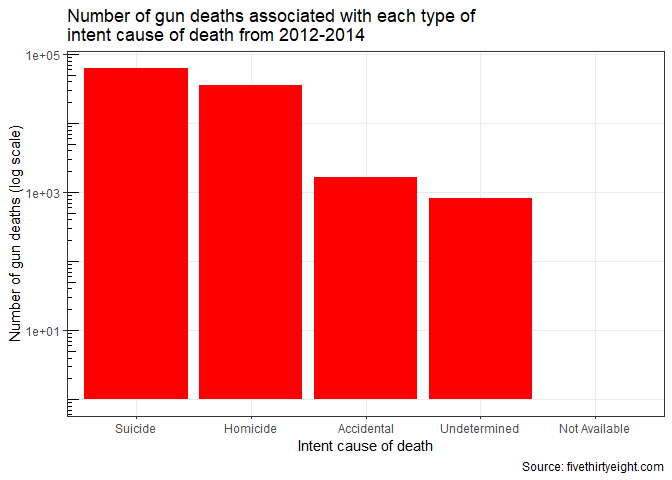 Number of gun deaths associated with each type of
intent cause of death from 2012-2014
Number of gun deaths (log scale)
1e+05
1e+03
1e+01
Suicide Homicide Accidental Undetermined Not Available
Intent cause of death
Source: fivethirtyeight.com